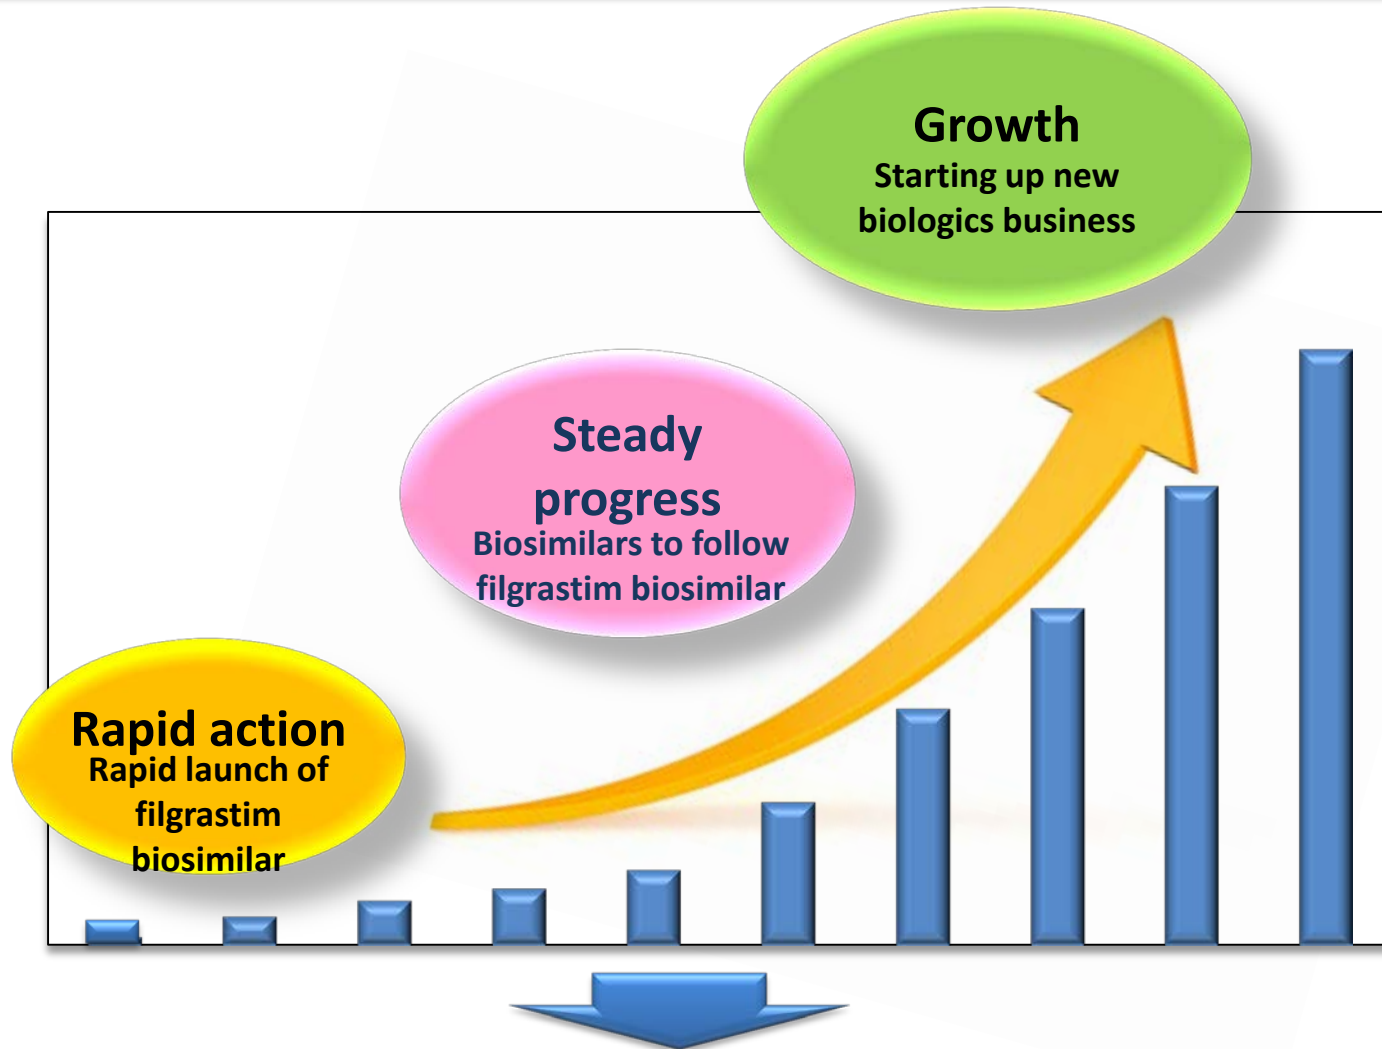 Growth
Starting up new
biologics business
Steady
progress
Biosimilars to follow
filgrastim biosimilar
Rapid action
Rapid launch of
filgrastim
biosimilar